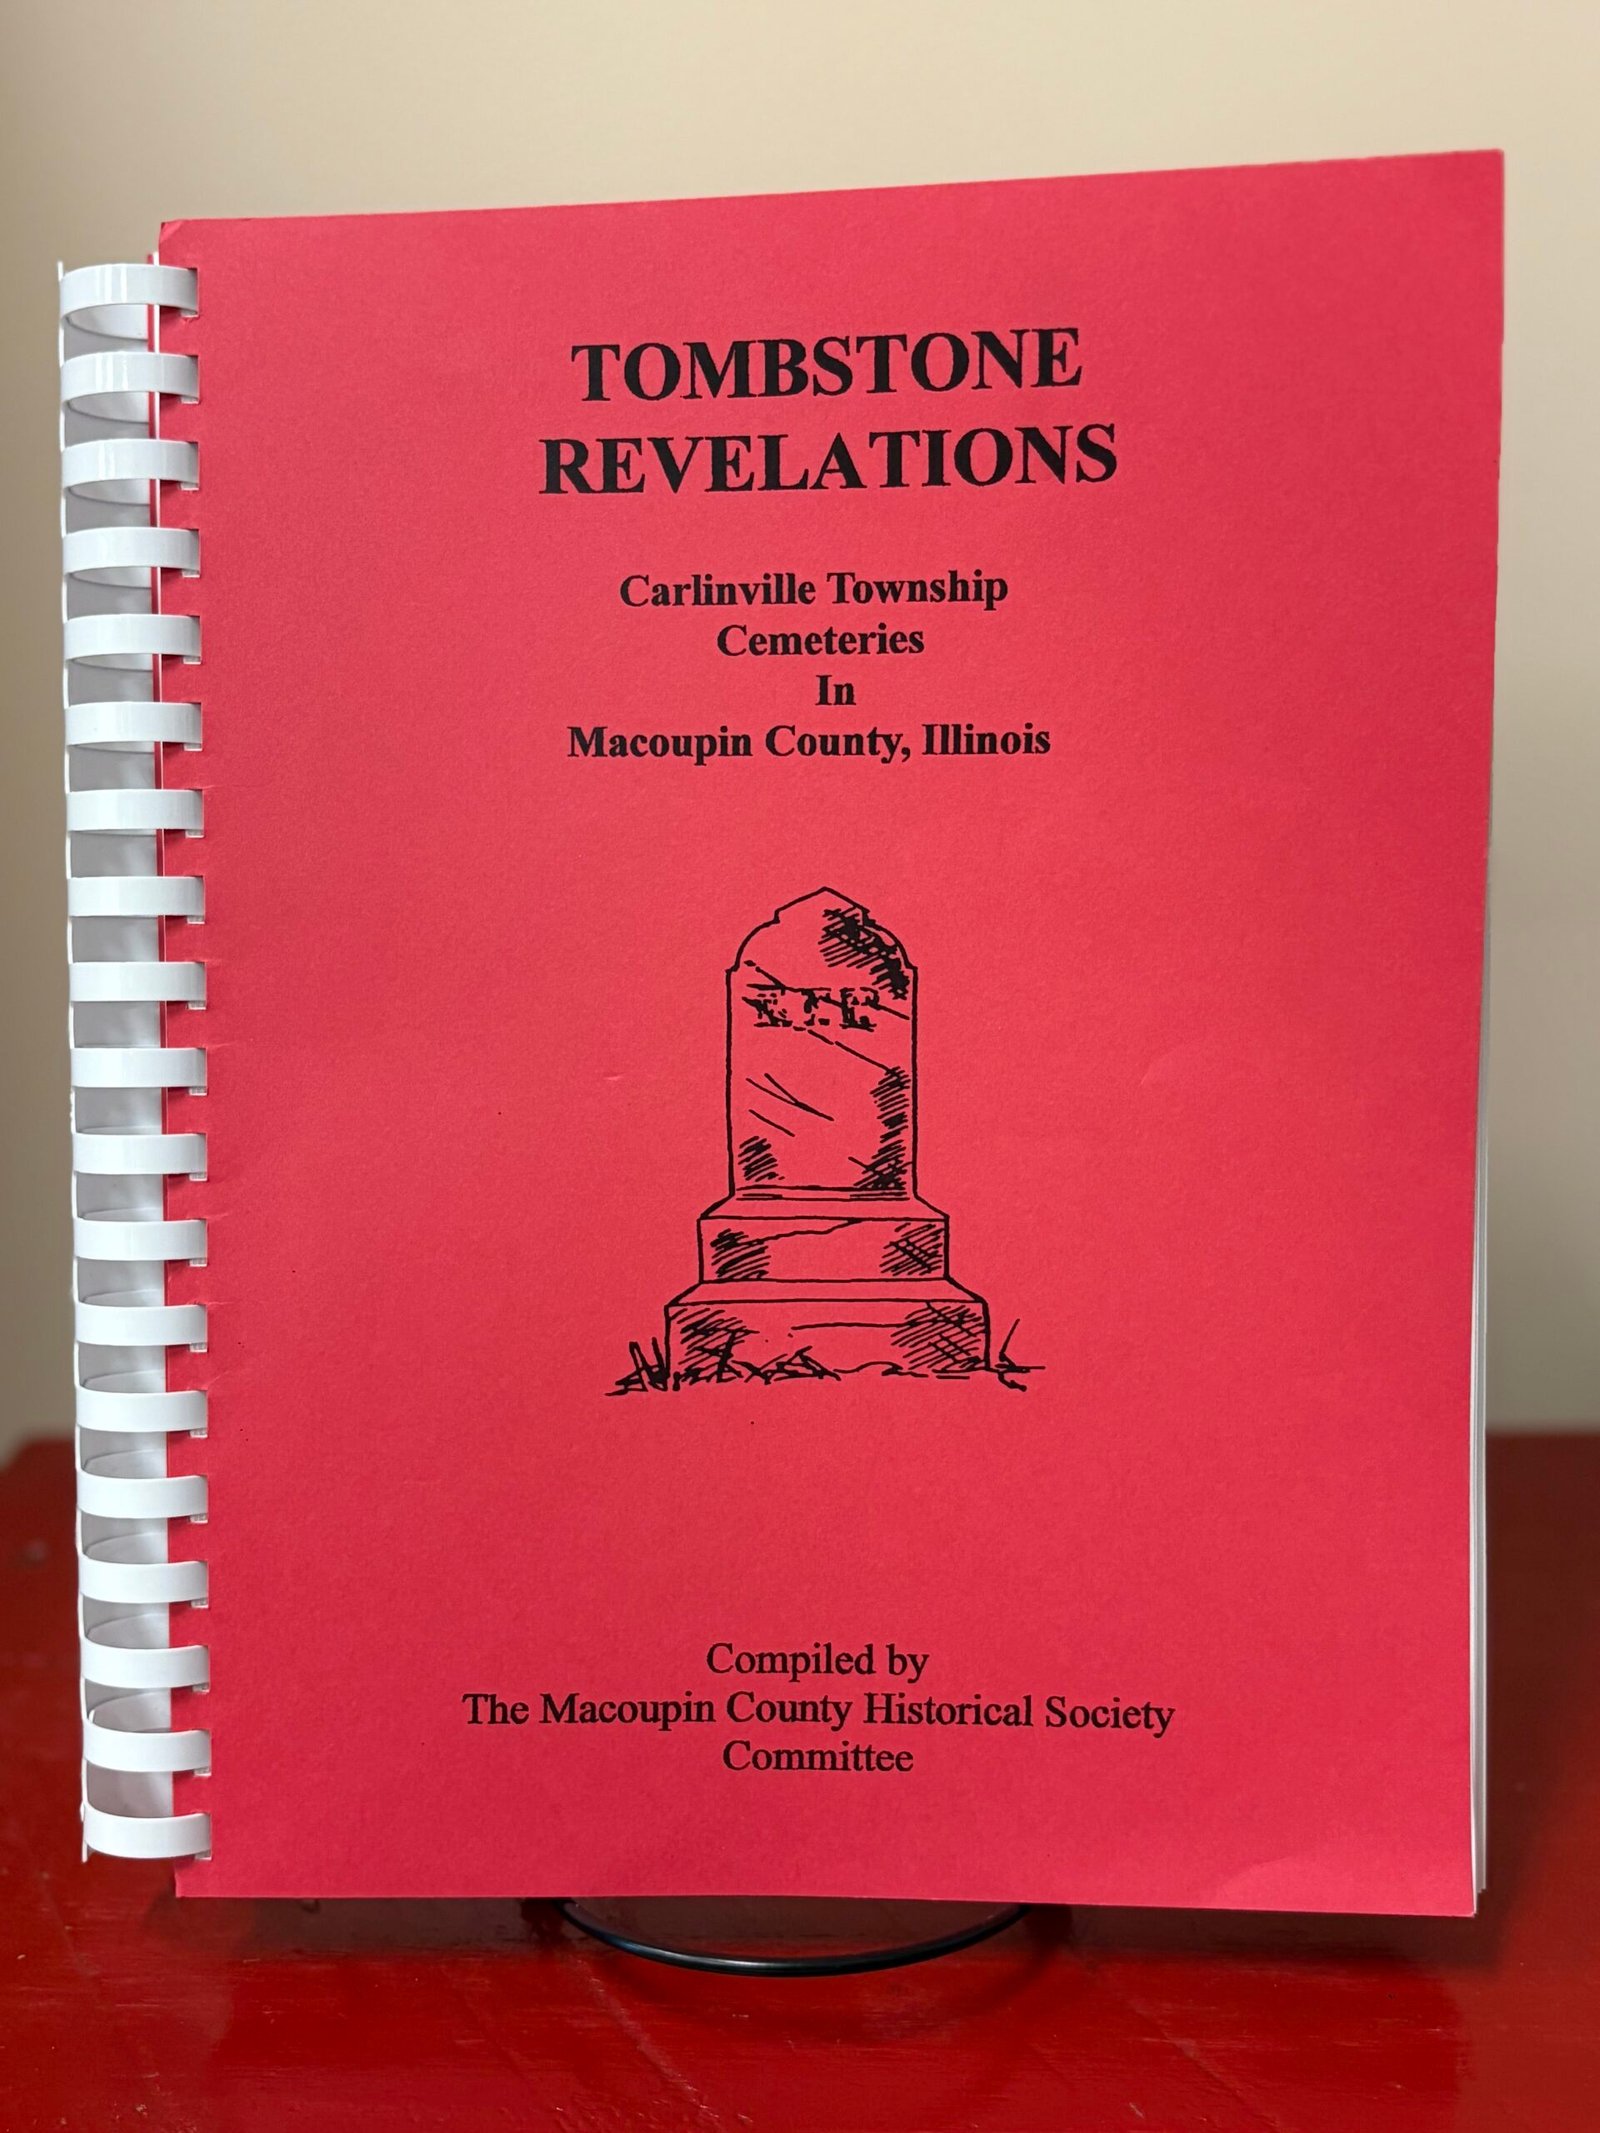 TOMBSTONE
REVELATIONS
Carlinville Township
Cemeteries
In
Macoupin County, Illinois
Compiled by
The Macoupin County Historical Society
Committee